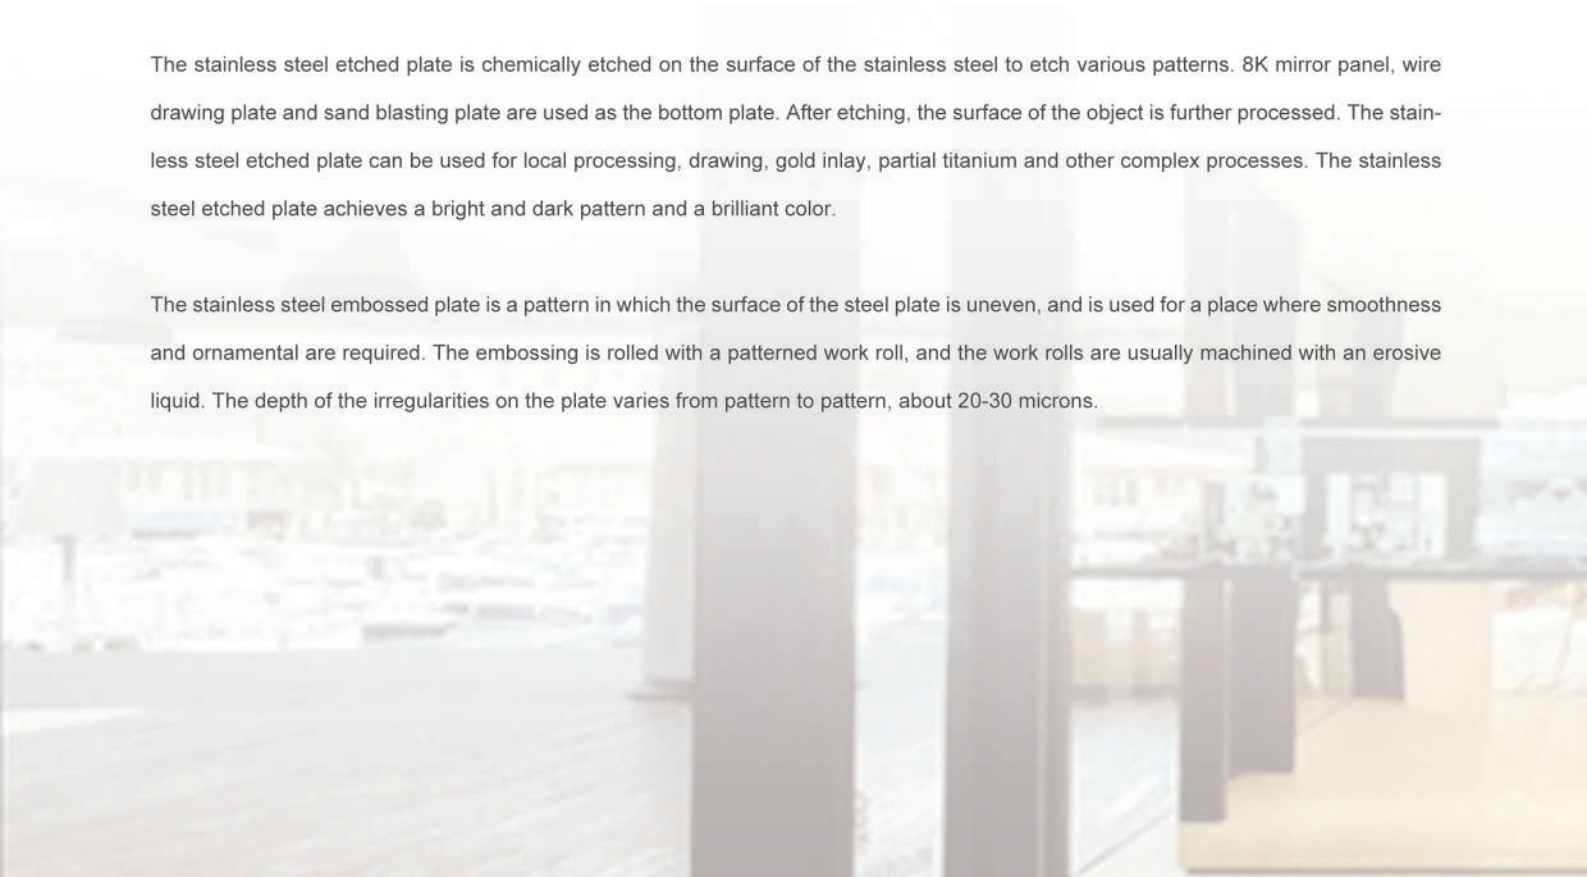 The stainless steel etched plate is chemically etched on the surface of the stainless steel to etch various patterns. 8K mirror panel, wire
drawing plate and sand blasting plate are used as the bottom plate. After etching, the surface of the object is further processed. The stain-
less steel etched plate can be used for local processing, drawing, gold inlay, partial titanium and other complex processes. The stainless
steel etched plate achieves a bright and dark pattern and a brilliant color.
The stainless steel embossed plate is a pattern in which the surface of the steel plate is uneven, and is used for a place where smoothness
and ornamental are required. The embossing is rolled with a patterned work roll, and the work rolls are usually machined with an erosive
liquid. The depth of the irregularities on the plate varies from pattern to pattern, about 20-30 microns.